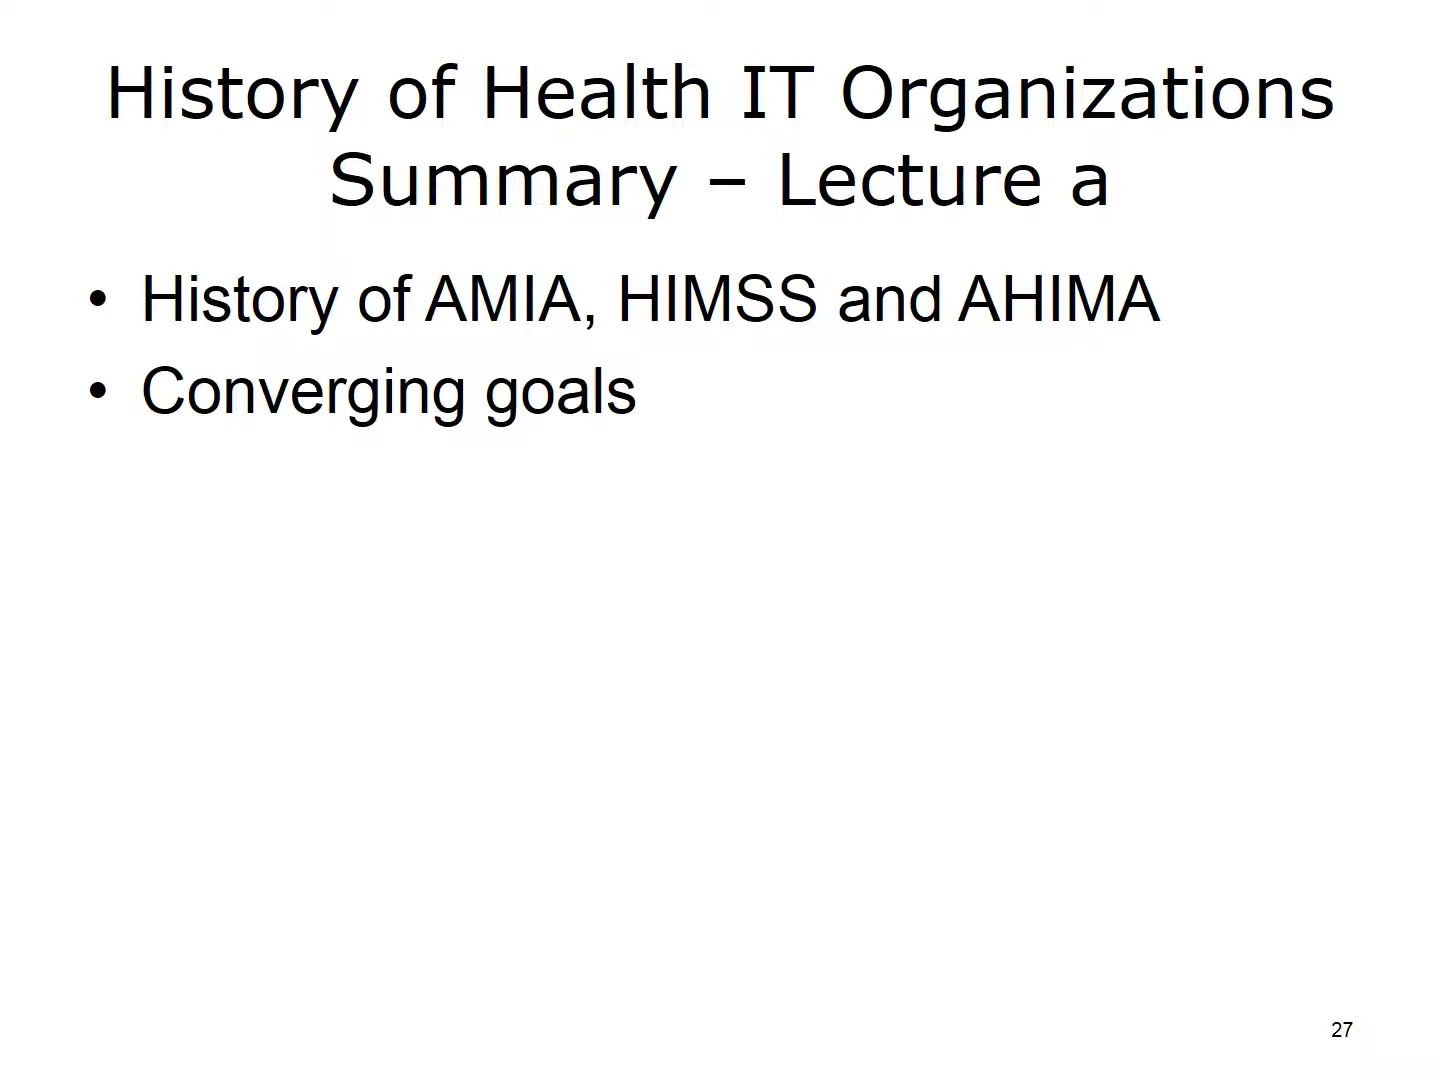 History of Health IT Organizations
Summary – Lecture a
• History of AMIA, HIMSS and AHIMA
• Converging goals
27